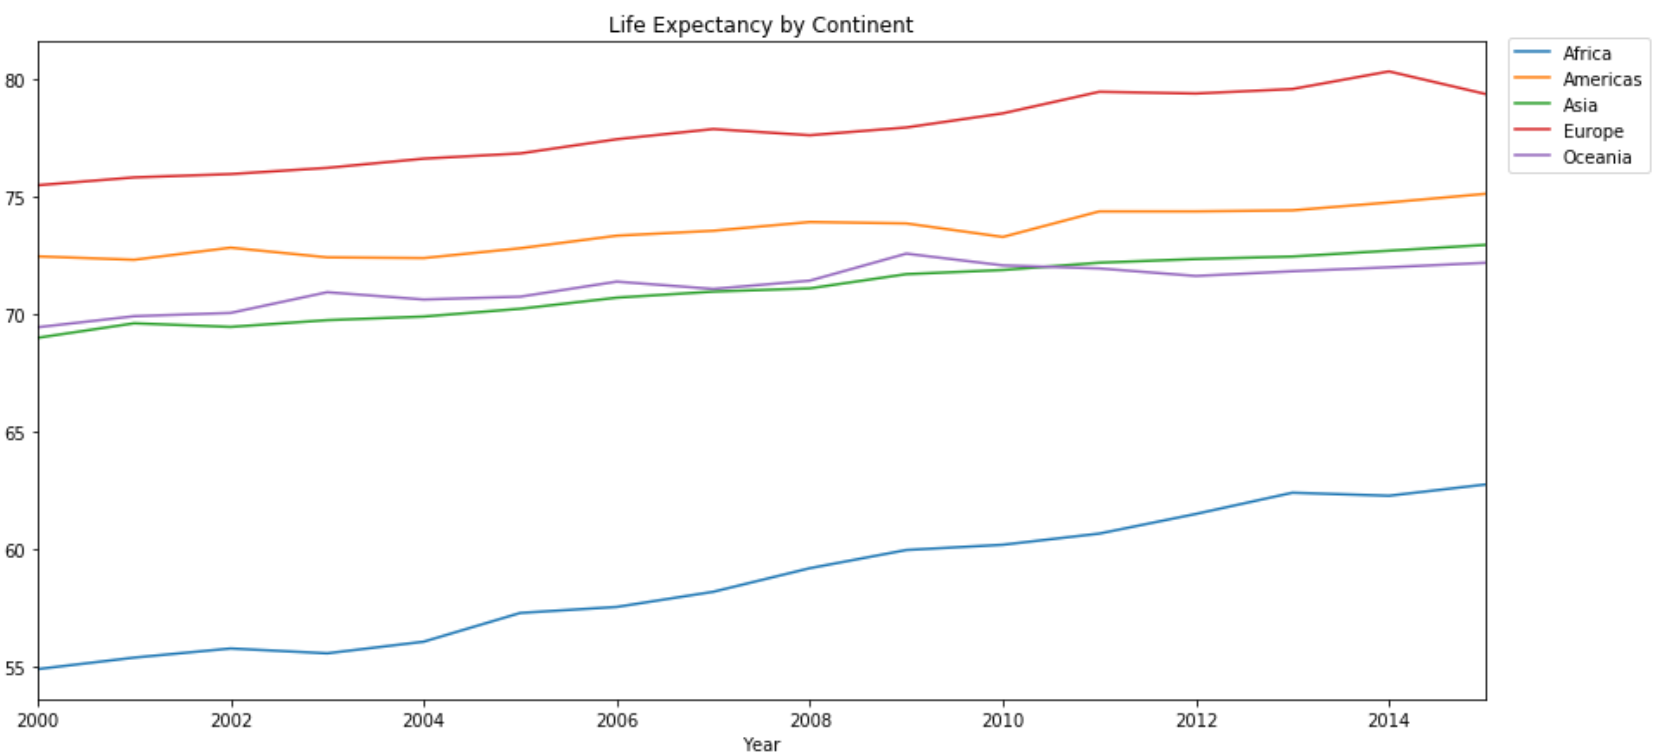 Life Expectancy by Continent
Africa
Americas
Asia
Europe
Oceania
80
75
70
65
60
55
2000 2002 2004 2006 2008 2010 2012 2014
Year